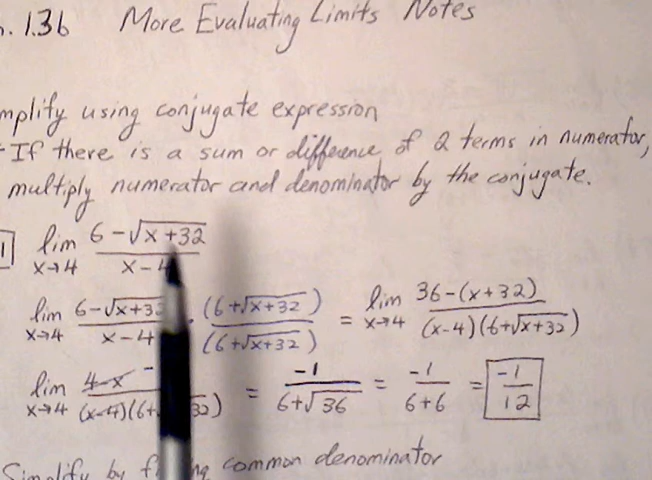 . 1.3b More Evaluating Limits Notes
mplify using conjugate expression
- If there is a sum or difference of 2 terms in numerator,
multiply numerator and denominator by the conjugate.
1 lim x→4 6-√x+32 / x-4
lim x→4 6-√x+3 / x-4 · (6+√x+32) / (6+√x+32) = lim x→4 36-(x+32) / (x-4)(6+√x+32)
lim x→4 4-x - / (x-4)(6+ 32) = -1 / 6+√36 = -1 / 6+6 = -1 / 12
Simplify by common denominator